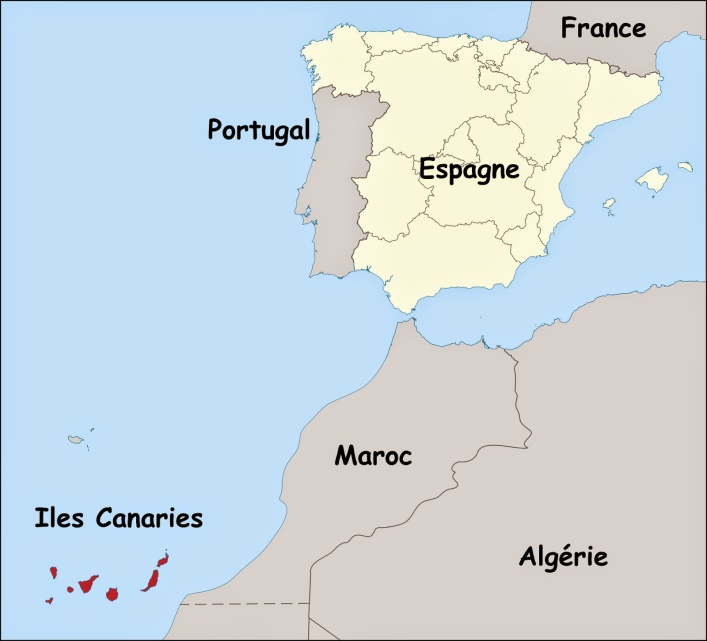 France
Portugal
Espagne
Maroc
Iles Canaries
Algérie